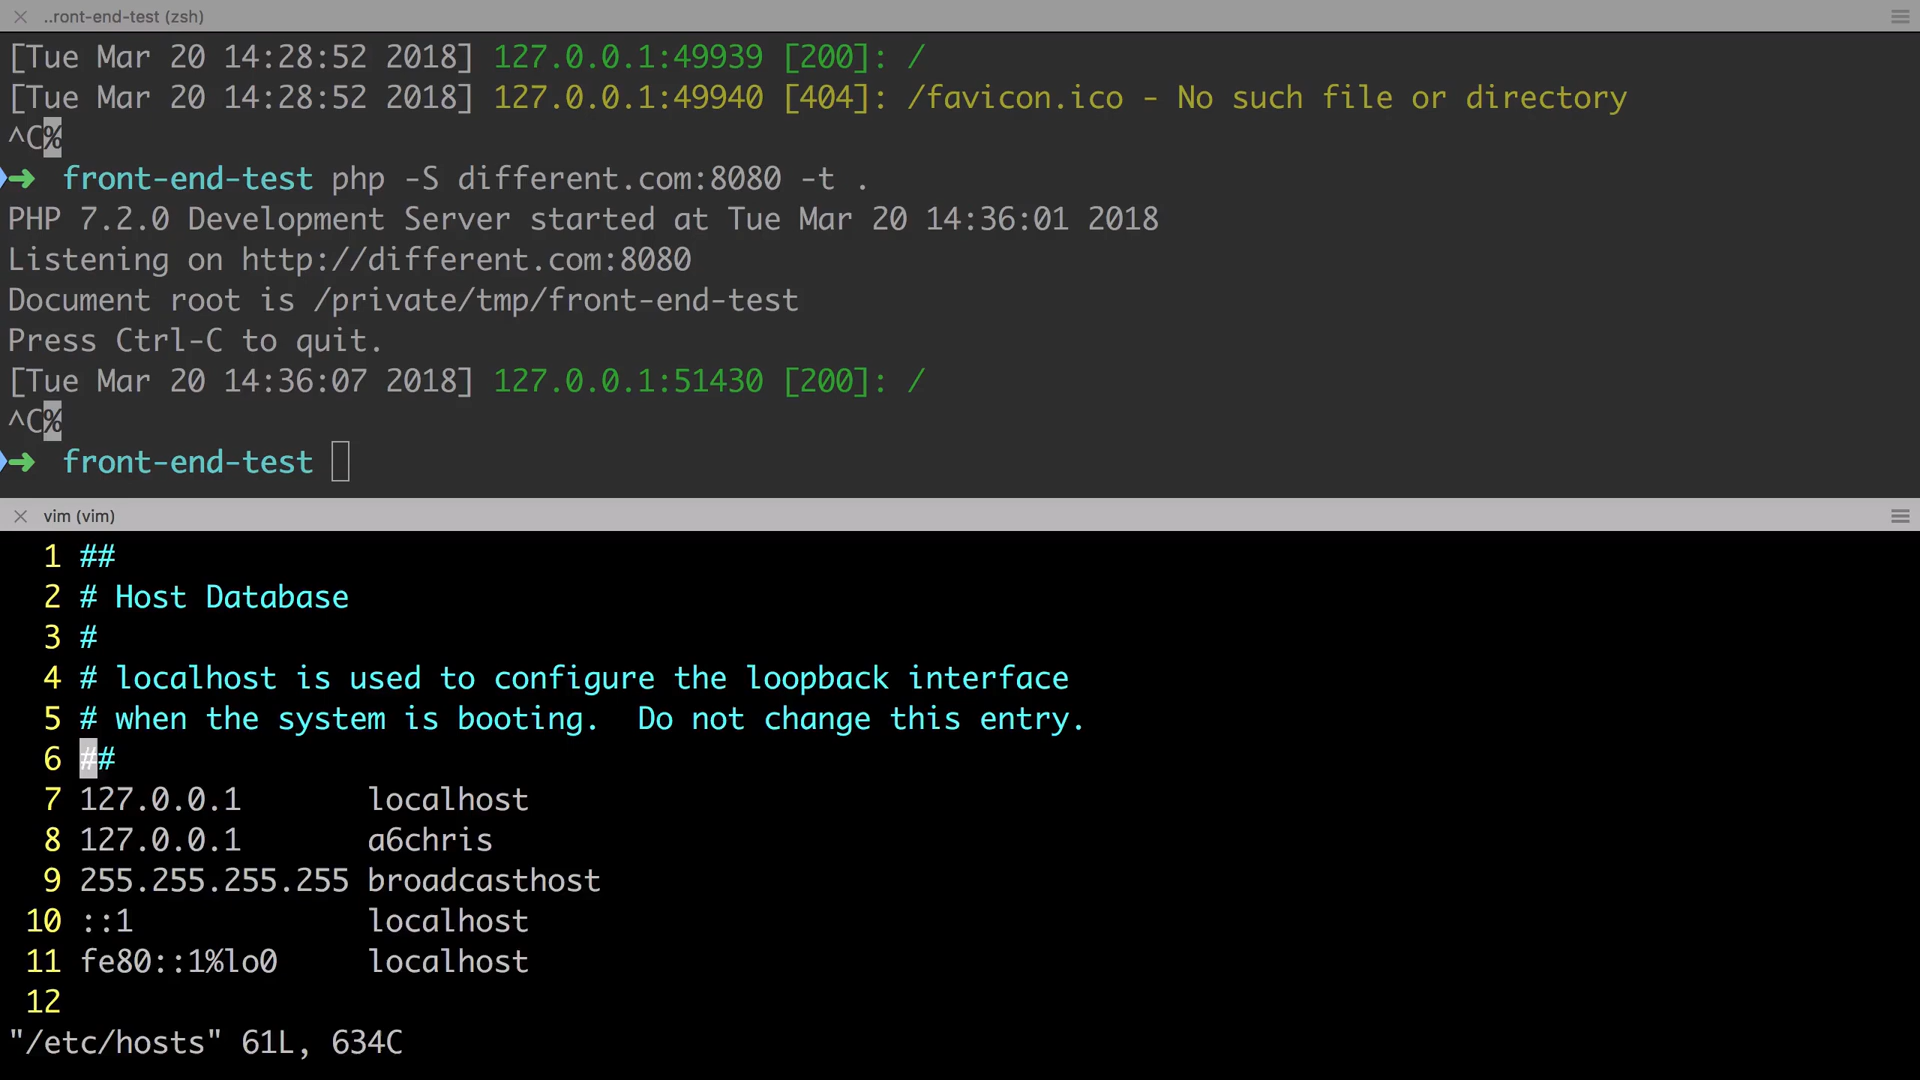 ..ront-end-test (zsh)
[Tue Mar 20 14:28:52 2018] 127.0.0.1:49939 [200]: /
[Tue Mar 20 14:28:52 2018] 127.0.0.1:49940 [404]: /favicon.ico - No such file or directory
^C%
➜  front-end-test php -S different.com:8080 -t .
PHP 7.2.0 Development Server started at Tue Mar 20 14:36:01 2018
Listening on http://different.com:8080
Document root is /private/tmp/front-end-test
Press Ctrl-C to quit.
[Tue Mar 20 14:36:07 2018] 127.0.0.1:51430 [200]: /
^C%
➜  front-end-test
vim (vim)
1 ##
2 # Host Database
3 #
4 # localhost is used to configure the loopback interface
5 # when the system is booting.  Do not change this entry.
6 ##
7 127.0.0.1       localhost
8 127.0.0.1       a6chris
9 255.255.255.255 broadcasthost
10 ::1             localhost
11 fe80::1%lo0     localhost
12
"/etc/hosts" 61L, 634C